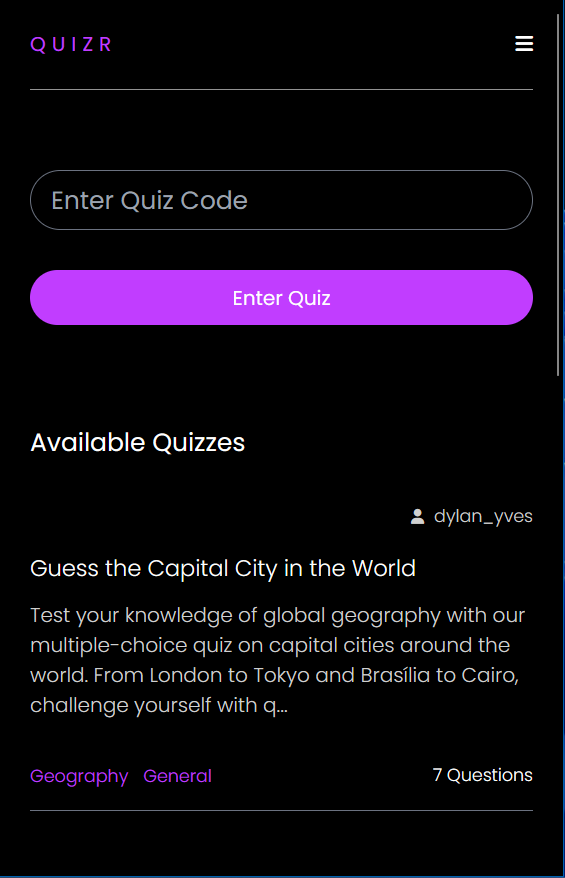 QUIZR
Enter Quiz Code
Enter Quiz
Available Quizzes
dylan_yves
Guess the Capital City in the World
Test your knowledge of global geography with our
multiple-choice quiz on capital cities around the
world. From London to Tokyo and Brasília to Cairo,
challenge yourself with q...
Geography General 7 Questions